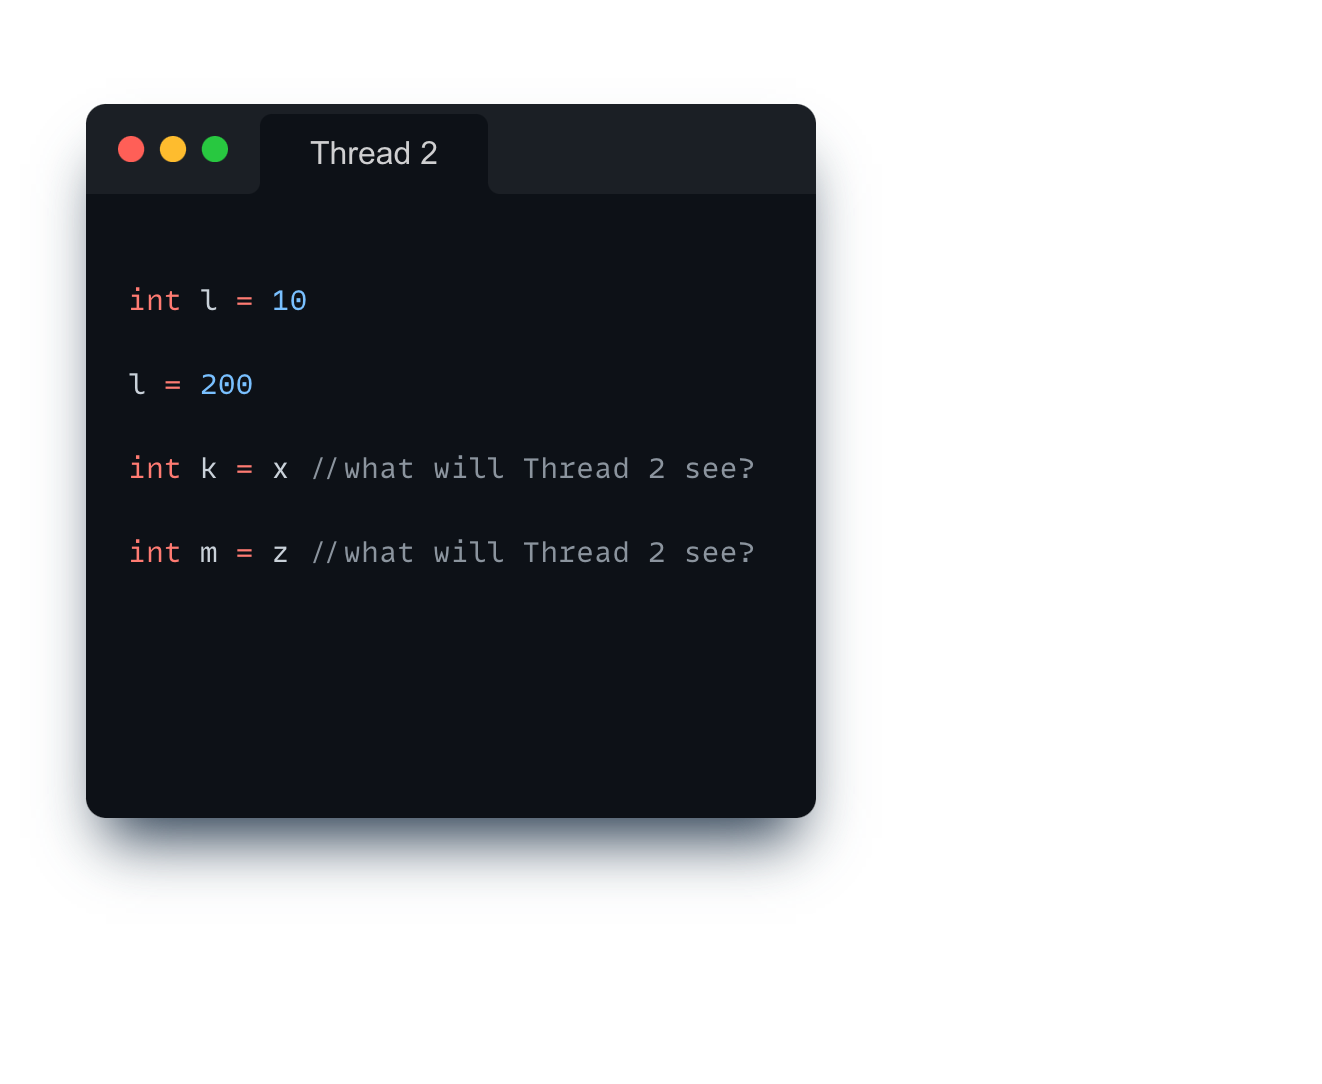 Thread 2
int l = 10
l = 200
int k = x //what will Thread 2 see?
int m = z //what will Thread 2 see?